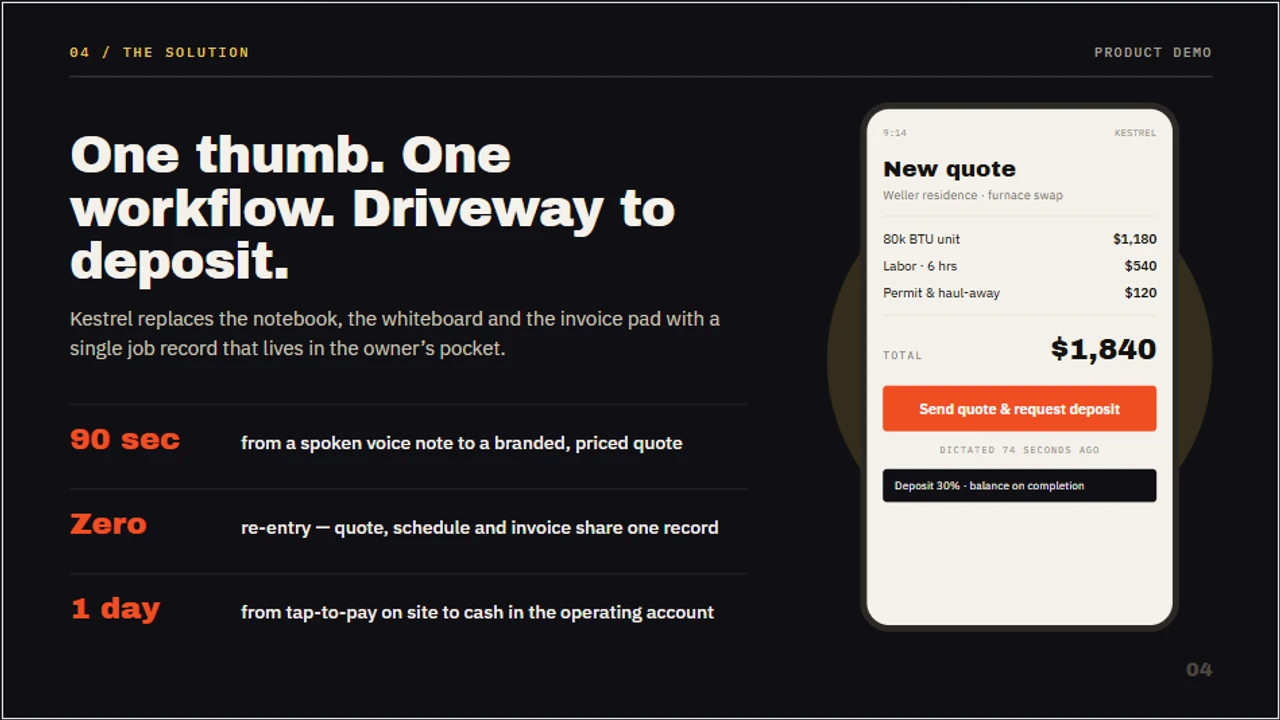 04 / THE SOLUTION
PRODUCT DEMO
One thumb. One
workflow. Driveway to
deposit.
Kestrel replaces the notebook, the whiteboard and the invoice pad with a
single job record that lives in the owner’s pocket.
90 sec from a spoken voice note to a branded, priced quote
Zero re-entry — quote, schedule and invoice share one record
1 day from tap-to-pay on site to cash in the operating account
9:14 KESTREL
New quote
Weller residence · furnace swap
80k BTU unit $1,180
Labor · 6 hrs $540
Permit & haul-away $120
TOTAL $1,840
Send quote & request deposit
DICTATED 74 SECONDS AGO
Deposit 30% · balance on completion
04